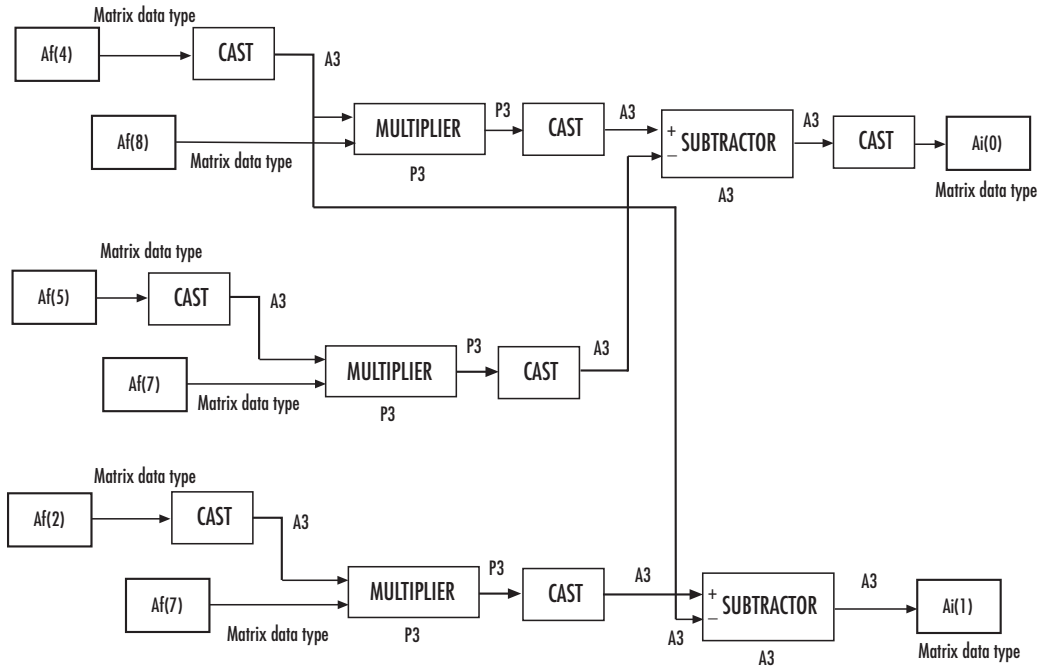 Matrix data type
Af(4)
CAST
A3
Af(8)
Matrix data type
MULTIPLIER
P3
P3
CAST
A3
+
−
SUBTRACTOR
A3
A3
CAST
Ai(0)
Matrix data type
Matrix data type
Af(5)
CAST
A3
Af(7)
Matrix data type
MULTIPLIER
P3
P3
CAST
A3
Matrix data type
Af(2)
CAST
A3
Af(7)
Matrix data type
MULTIPLIER
P3
P3
CAST
A3
+
−
A3
SUBTRACTOR
A3
A3
Ai(1)
Matrix data type